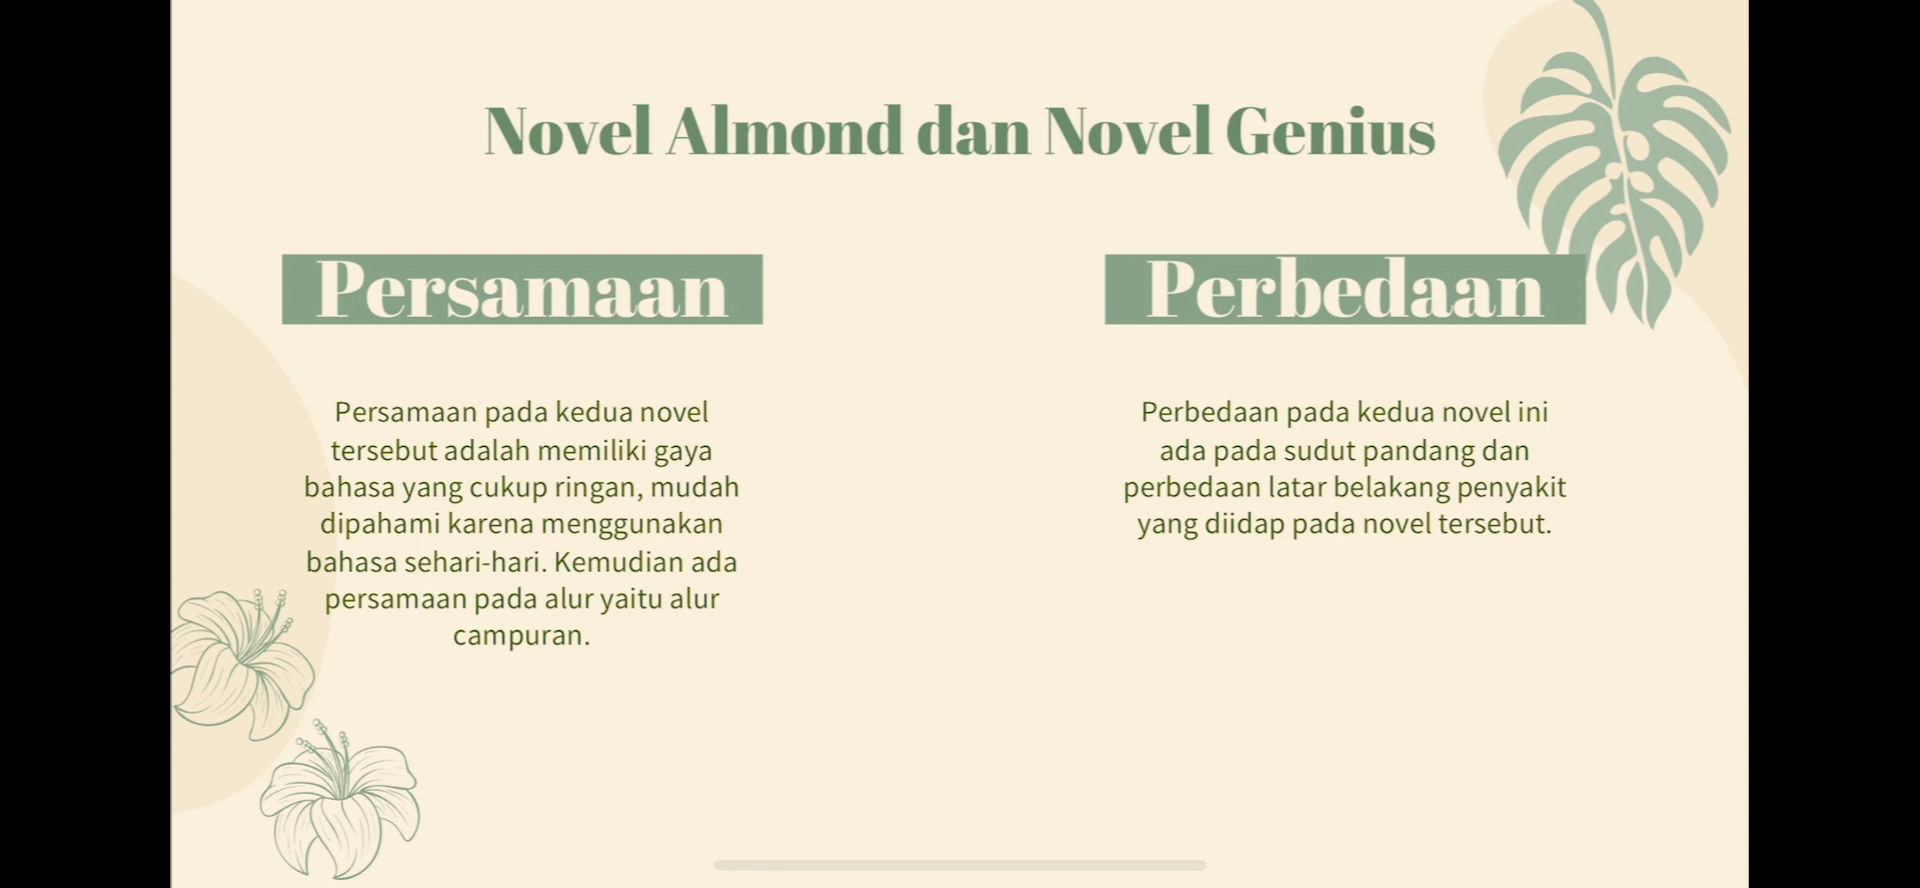 Novel Almond dan Novel Genius
Persamaan
Persamaan pada kedua novel
tersebut adalah memiliki gaya
bahasa yang cukup ringan, mudah
dipahami karena menggunakan
bahasa sehari-hari. Kemudian ada
persamaan pada alur yaitu alur
campuran.
Perbedaan
Perbedaan pada kedua novel ini
ada pada sudut pandang dan
perbedaan latar belakang penyakit
yang diidap pada novel tersebut.